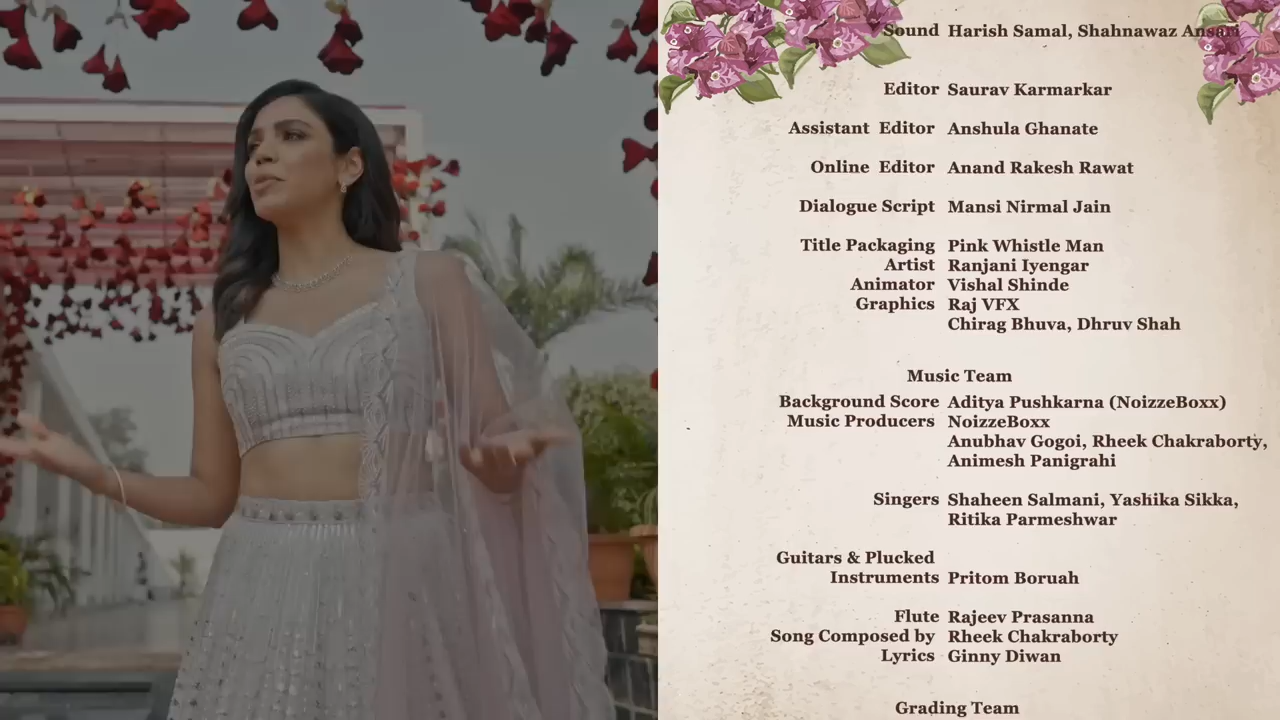 Sound Harish Samal, Shahnawaz Ansari
Editor Saurav Karmarkar
Assistant Editor Anshula Ghanate
Online Editor Anand Rakesh Rawat
Dialogue Script Mansi Nirmal Jain
Title Packaging Pink Whistle Man
Artist Ranjani Iyengar
Animator Vishal Shinde
Graphics Raj VFX
Chirag Bhuva, Dhruv Shah
Music Team
Background Score Aditya Pushkarna (NoizzeBoxx)
Music Producers NoizzeBoxx
Anubhav Gogoi, Rheek Chakraborty,
Animesh Panigrahi
Singers Shaheen Salmani, Yashika Sikka,
Ritika Parmeshwar
Guitars & Plucked
Instruments Pritom Boruah
Flute Rajeev Prasanna
Song Composed by Rheek Chakraborty
Lyrics Ginny Diwan
Grading Team